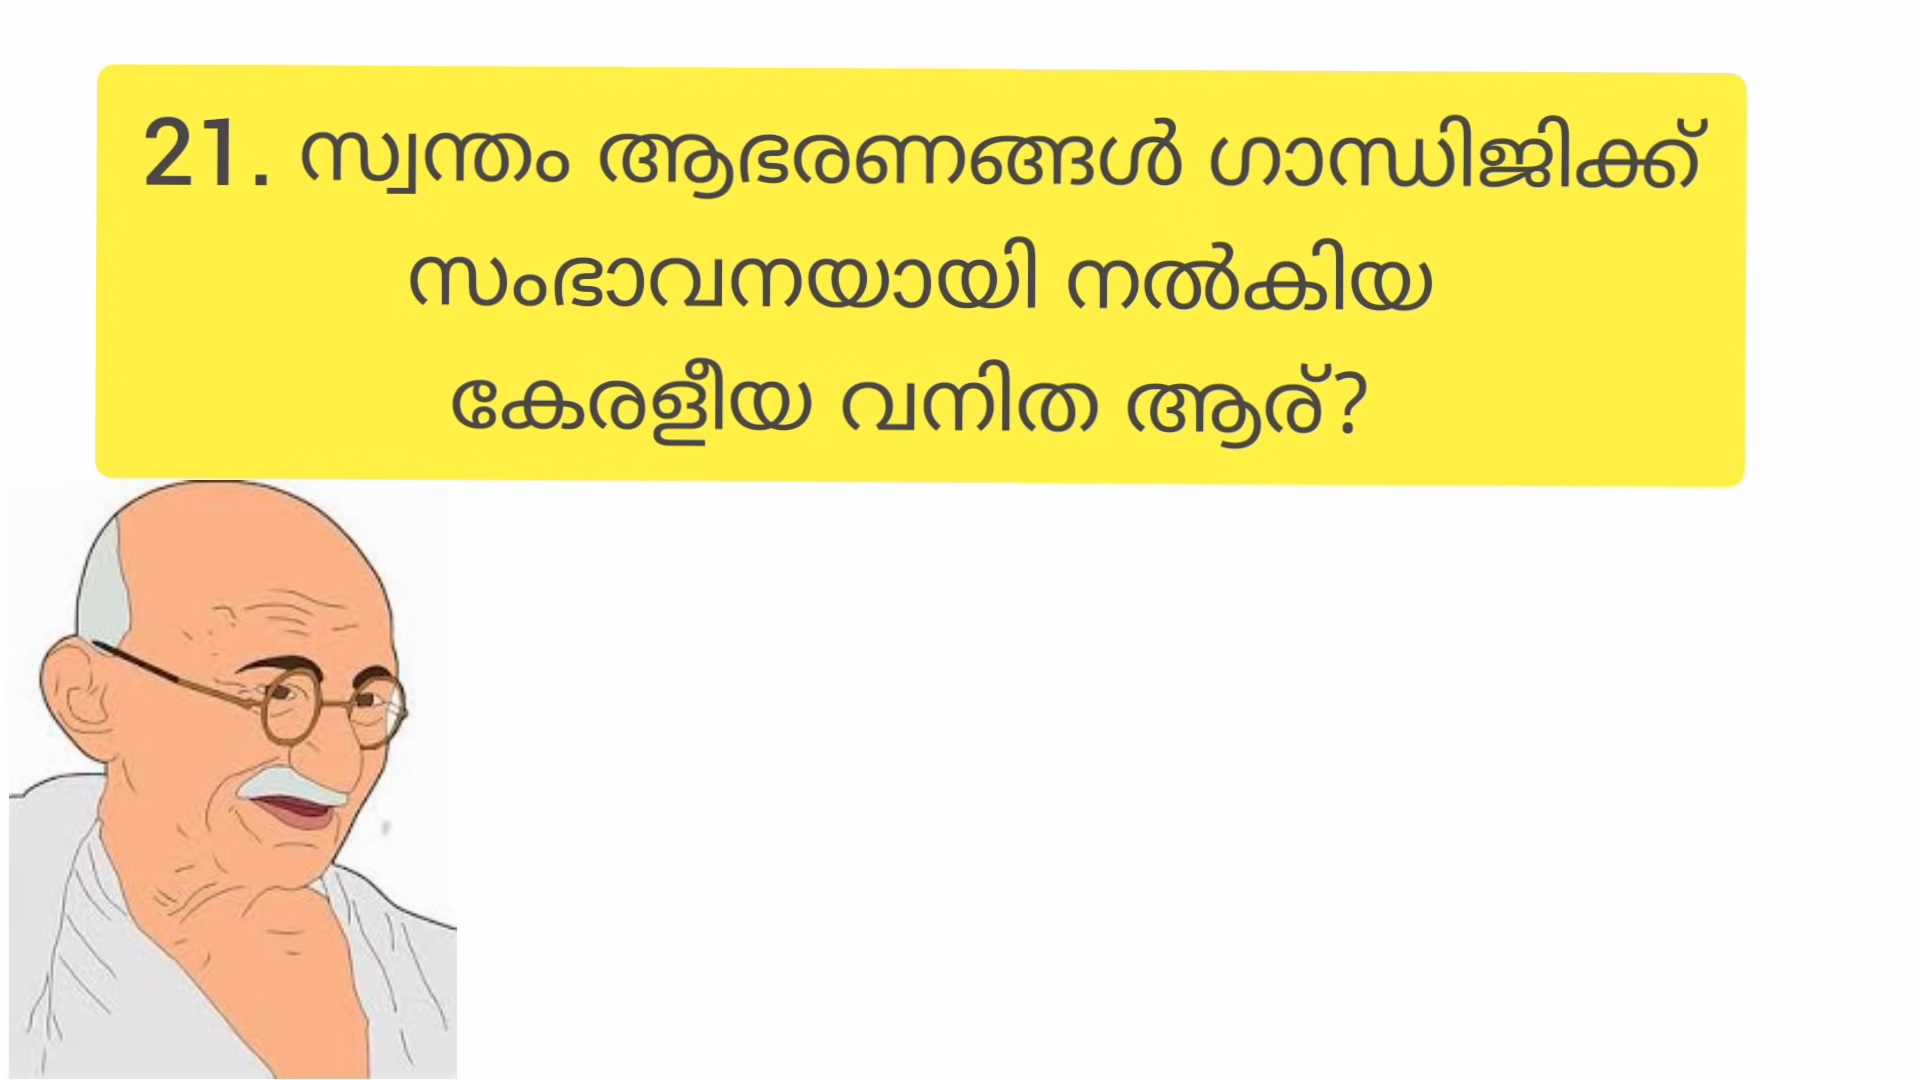 21. സ്വന്തം ആഭരണങ്ങൾ ഗാന്ധിജിക്ക്
സംഭാവനയായി നൽകിയ
കേരളീയ വനിത ആര്?